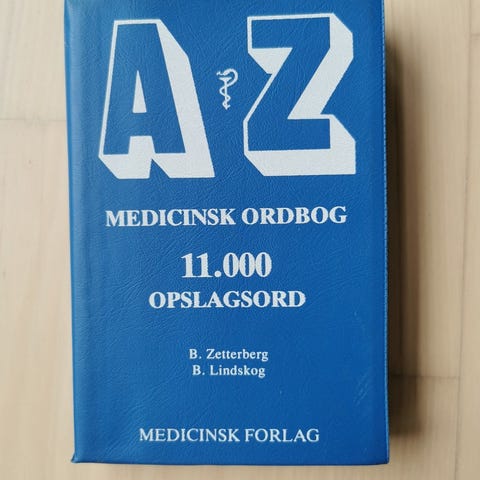 A Z
MEDICINSK ORDBOG
11.000
OPSLAGSORD
B. Zetterberg
B. Lindskog
MEDICINSK FORLAG